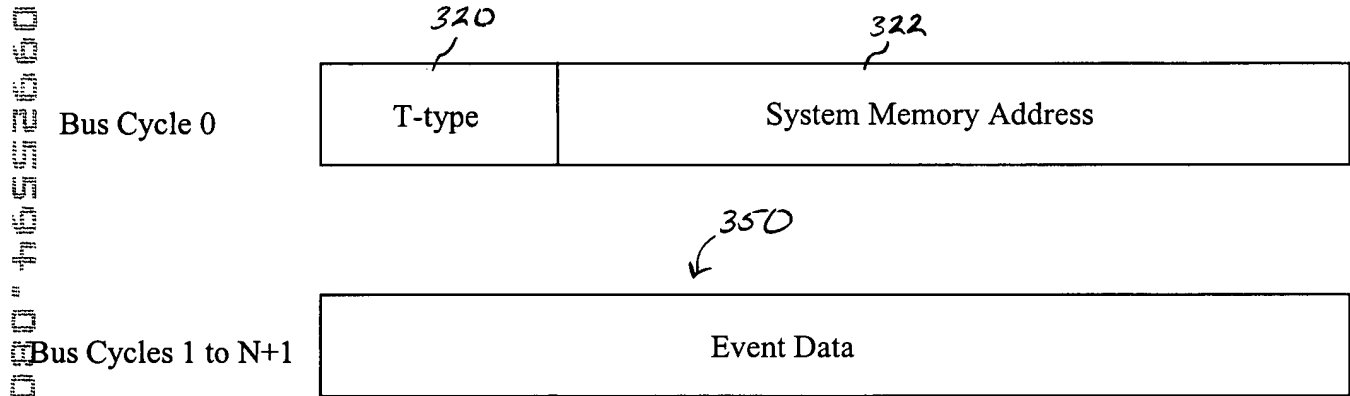 320
322
Bus Cycle 0
T-type
System Memory Address
350
Bus Cycles 1 to N+1
Event Data